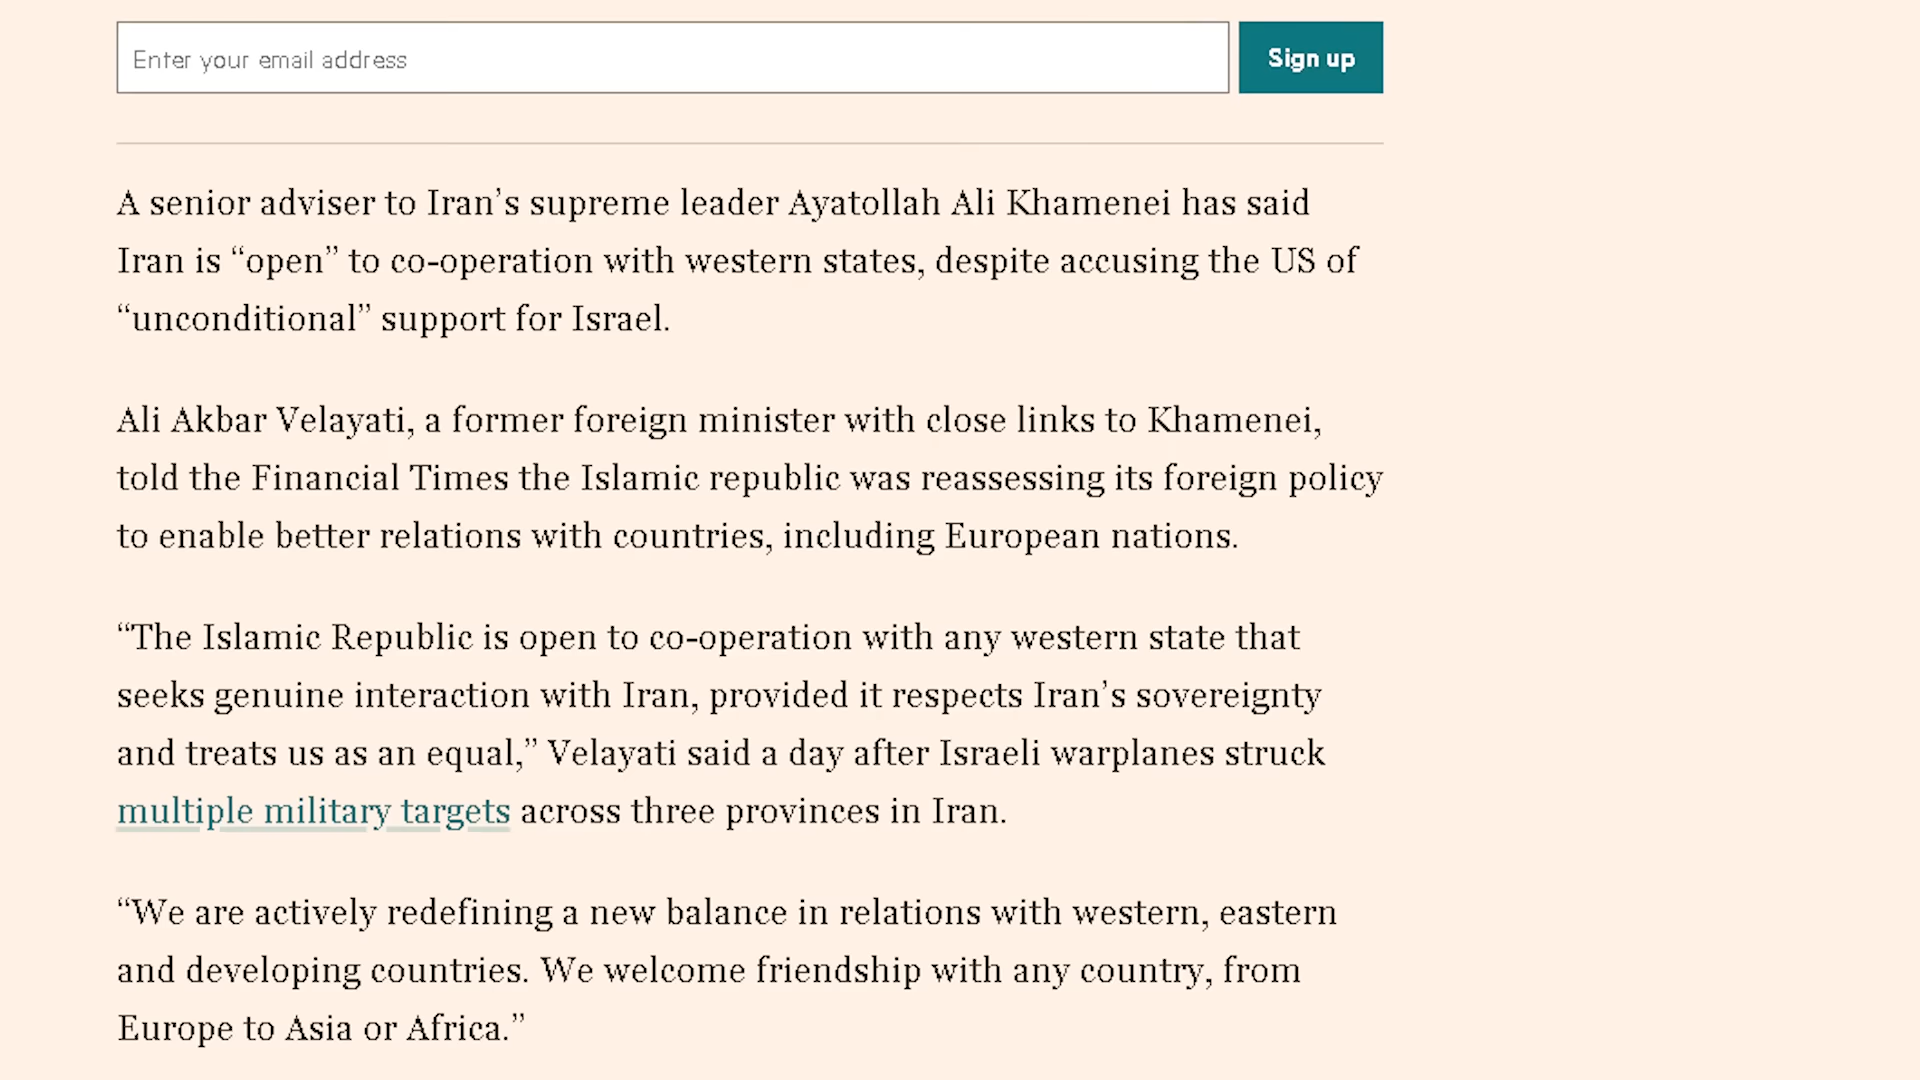 Enter your email address
Sign up
A senior adviser to Iran’s supreme leader Ayatollah Ali Khamenei has said
Iran is “open” to co-operation with western states, despite accusing the US of
“unconditional” support for Israel.
Ali Akbar Velayati, a former foreign minister with close links to Khamenei,
told the Financial Times the Islamic republic was reassessing its foreign policy
to enable better relations with countries, including European nations.
“The Islamic Republic is open to co-operation with any western state that
seeks genuine interaction with Iran, provided it respects Iran’s sovereignty
and treats us as an equal,” Velayati said a day after Israeli warplanes struck
multiple military targets across three provinces in Iran.
“We are actively redefining a new balance in relations with western, eastern
and developing countries. We welcome friendship with any country, from
Europe to Asia or Africa.”